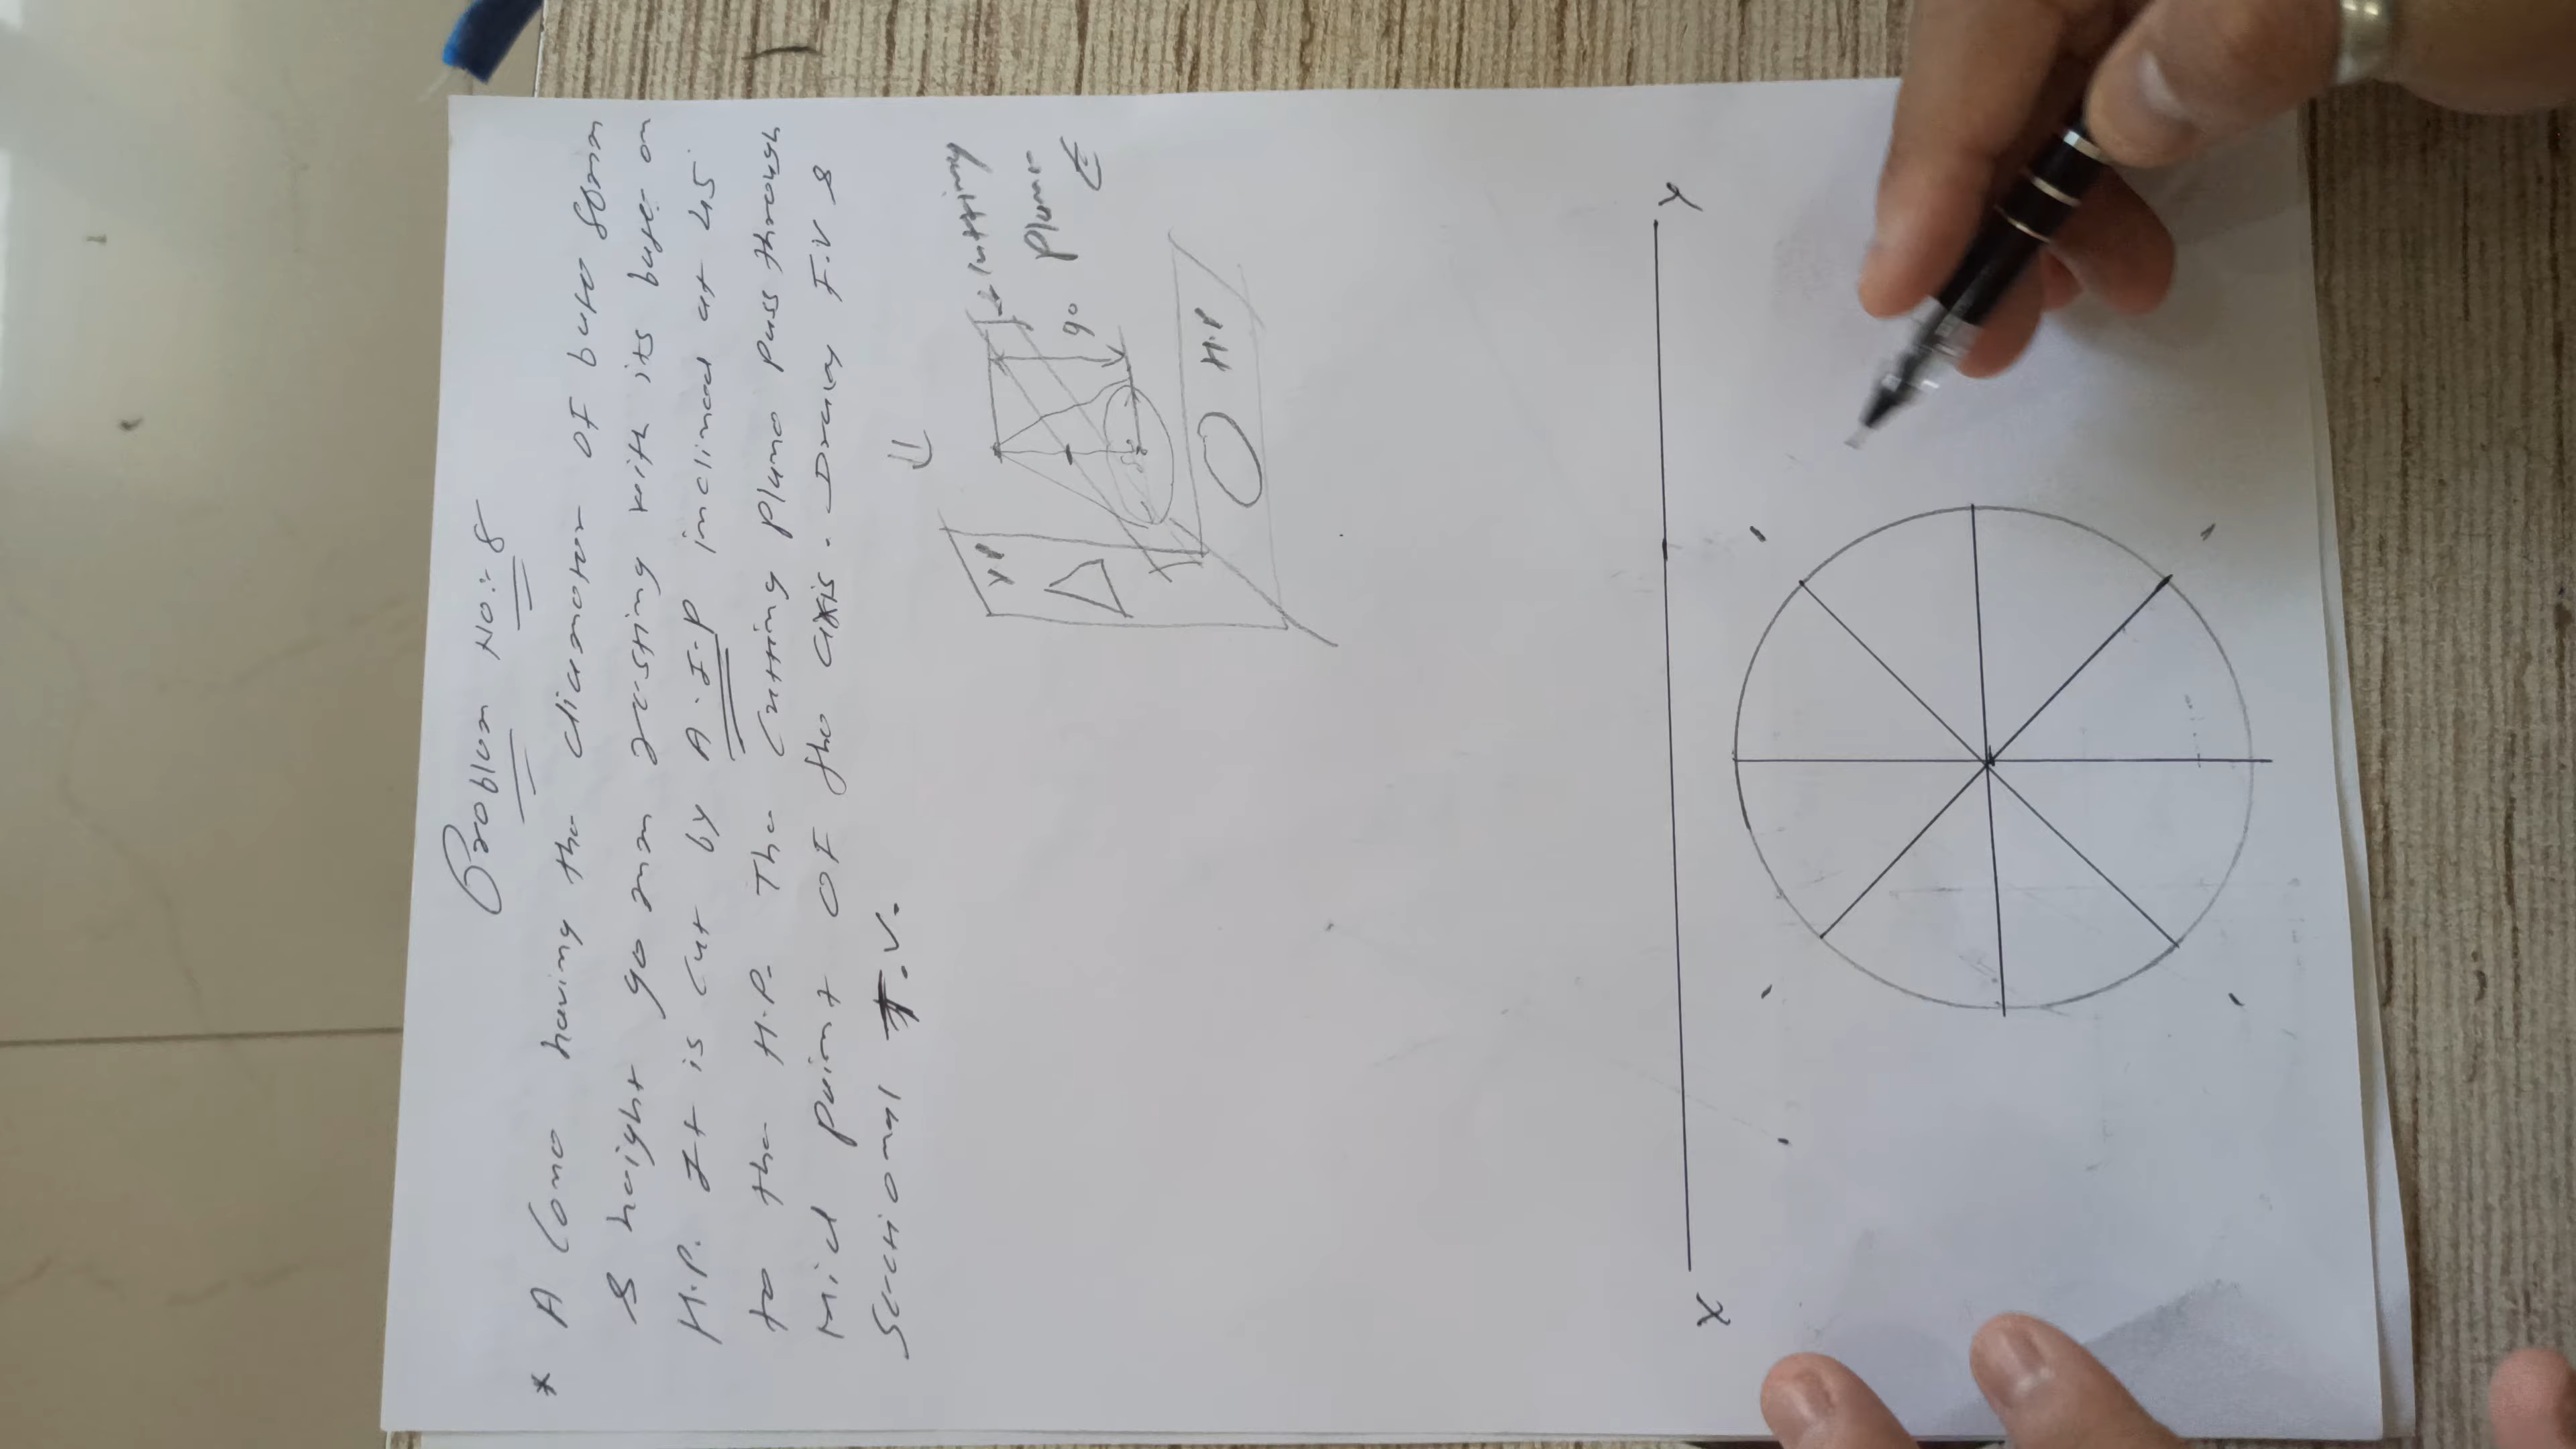 Problem No:- 8
* A Cone having the diameter of base 50mm
& height 90 mm resting with its base on
H.P. It is cut by A.I.P inclined at 45
to the H.P. The Cutting Plane Pass through
Mid point of the axis. Draw F.V &
Sectional T.V.
Cutting
Plane
90
V.P
H.P
X
Y